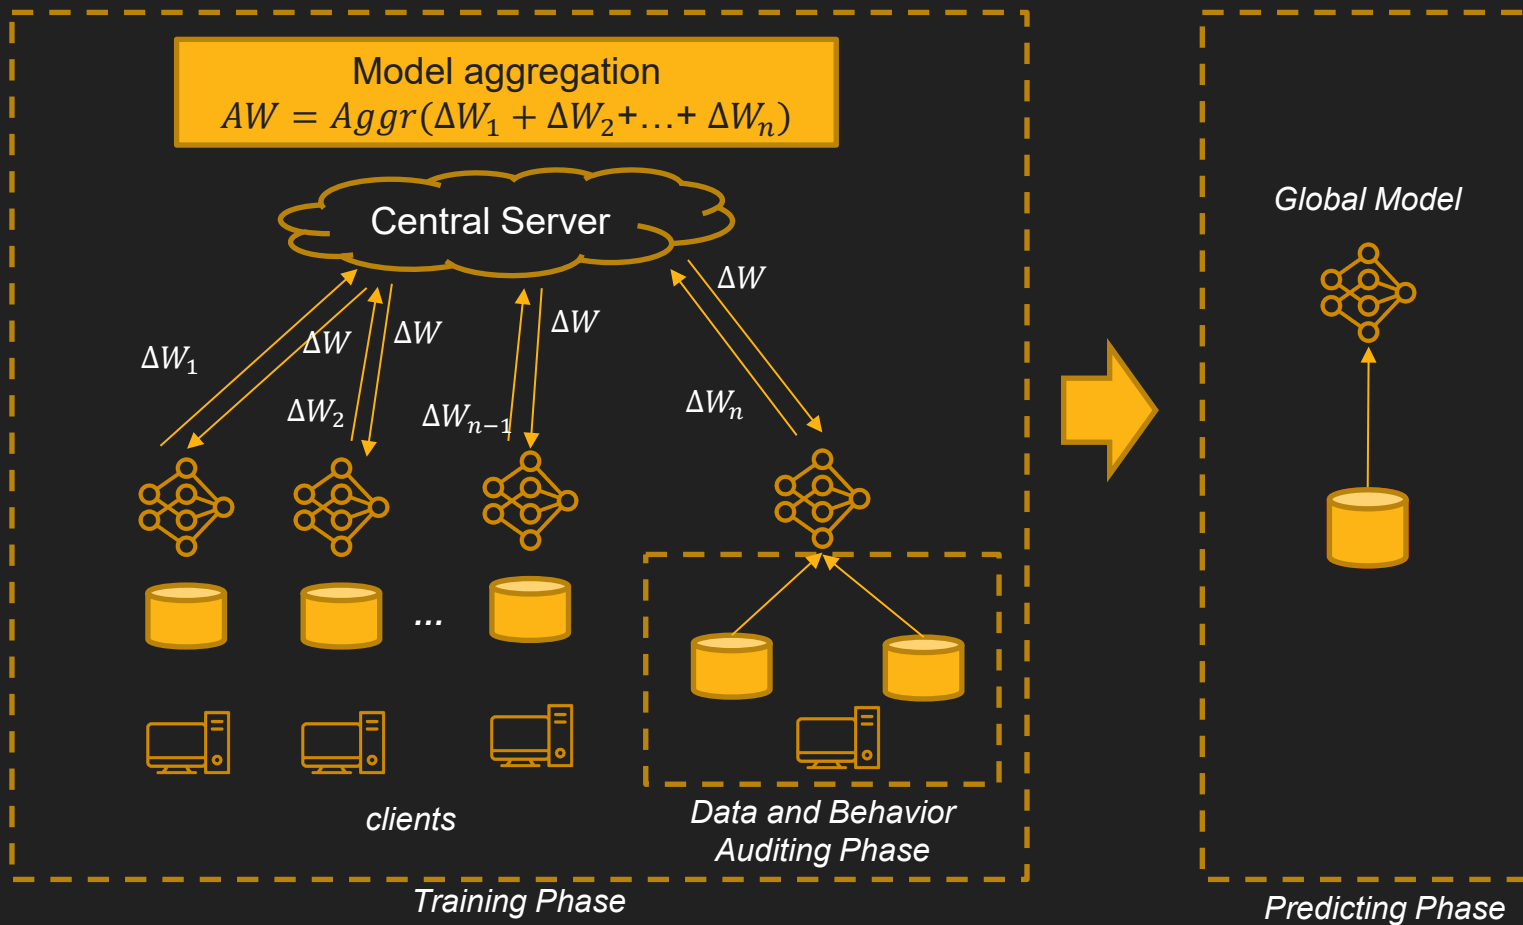 Model aggregation
𝐴𝑊 = 𝐴𝑔𝑔𝑟(Δ𝑊₁ + Δ𝑊₂+…+ Δ𝑊ₙ)
Central Server
Global Model
Δ𝑊
Δ𝑊₁
Δ𝑊
Δ𝑊
Δ𝑊
Δ𝑊₂
Δ𝑊ₙ₋₁
Δ𝑊ₙ
...
clients
Data and Behavior
Auditing Phase
Training Phase
Predicting Phase